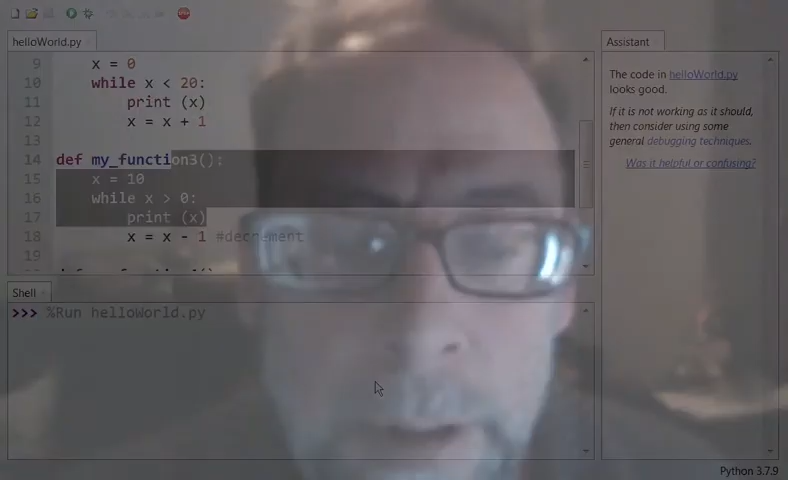 helloWorld.py
9 x = 0
10 while x < 20:
11 print (x)
12 x = x + 1
13
14 def my_function3():
15 x = 10
16 while x > 0:
17 print (x)
18 x = x - 1 #decrement
19
Shell
>>> %Run helloWorld.py
Assistant
The code in helloWorld.py
looks good.
If it is not working as it should,
then consider using some
general debugging techniques.
Was it helpful or confusing?
Python 3.7.9